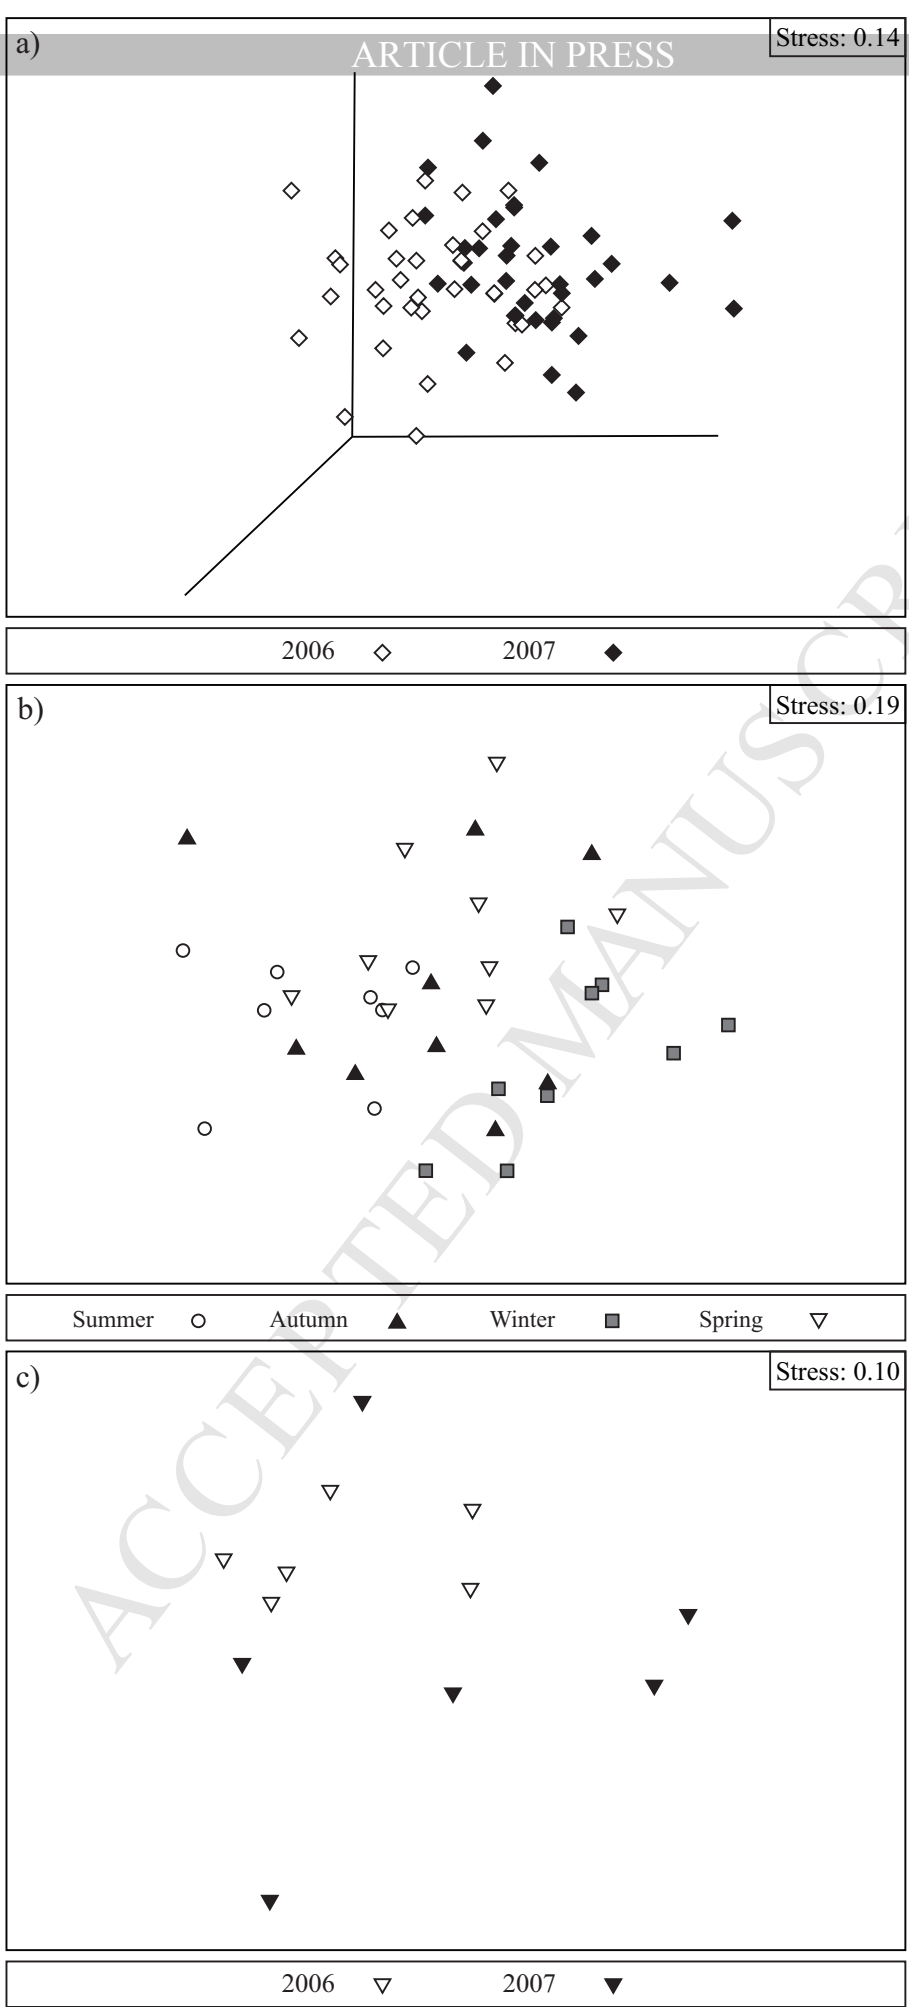 a)
Stress: 0.14
ARTICLE IN PRESS
2006 2007
b)
Stress: 0.19
Summer Autumn Winter Spring
c)
Stress: 0.10
2006 2007
ACCEPTED MANUSCRI